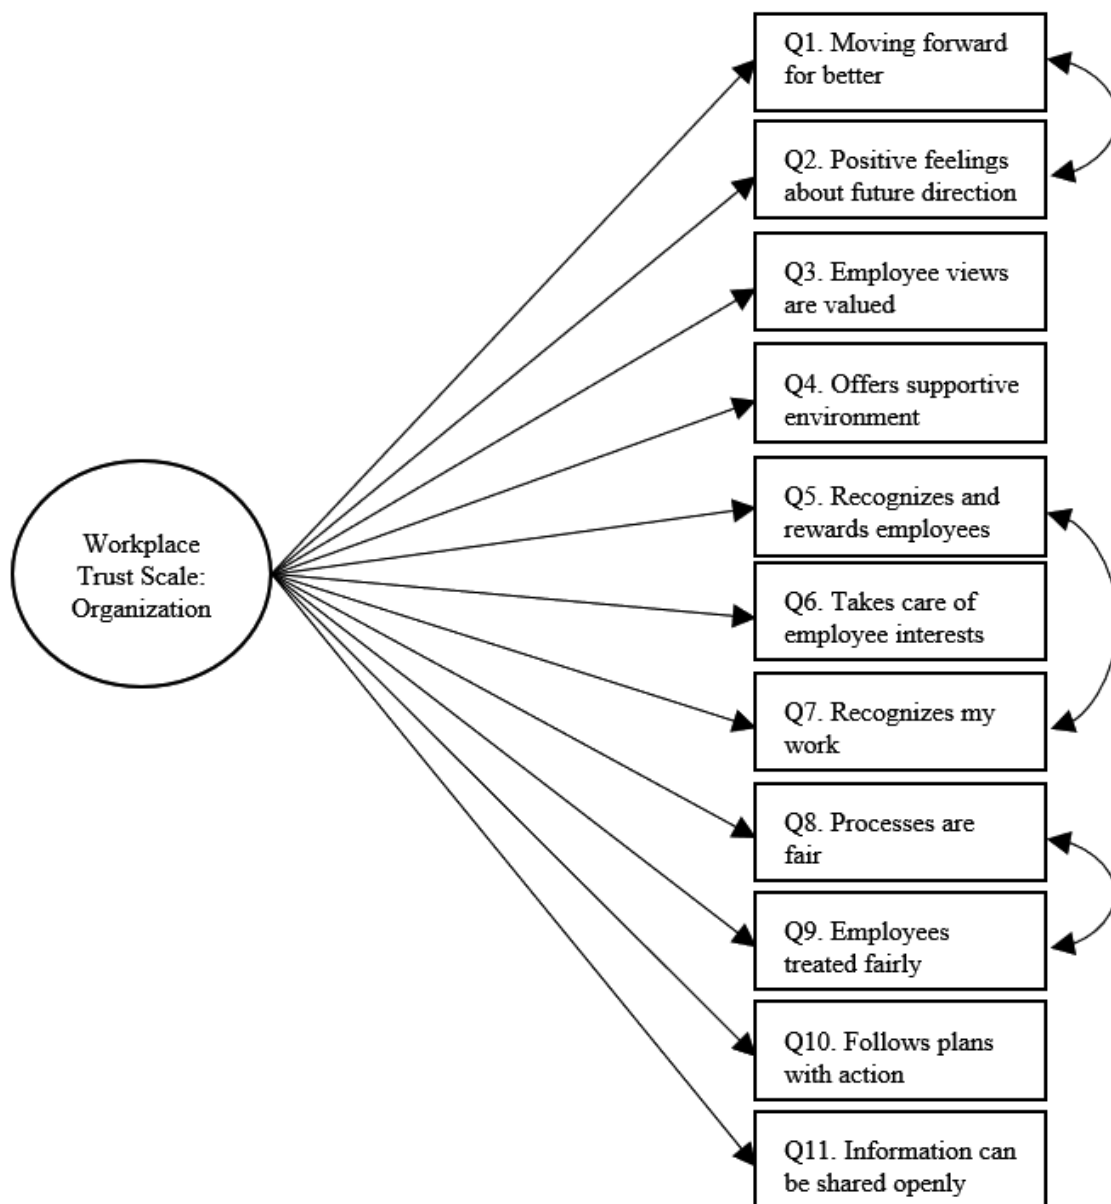 Q1. Moving forward
for better
Q2. Positive feelings
about future direction
Q3. Employee views
are valued
Q4. Offers supportive
environment
Q5. Recognizes and
rewards employees
Workplace
Trust Scale:
Organization
Q6. Takes care of
employee interests
Q7. Recognizes my
work
Q8. Processes are
fair
Q9. Employees
treated fairly
Q10. Follows plans
with action
Q11. Information can
be shared openly